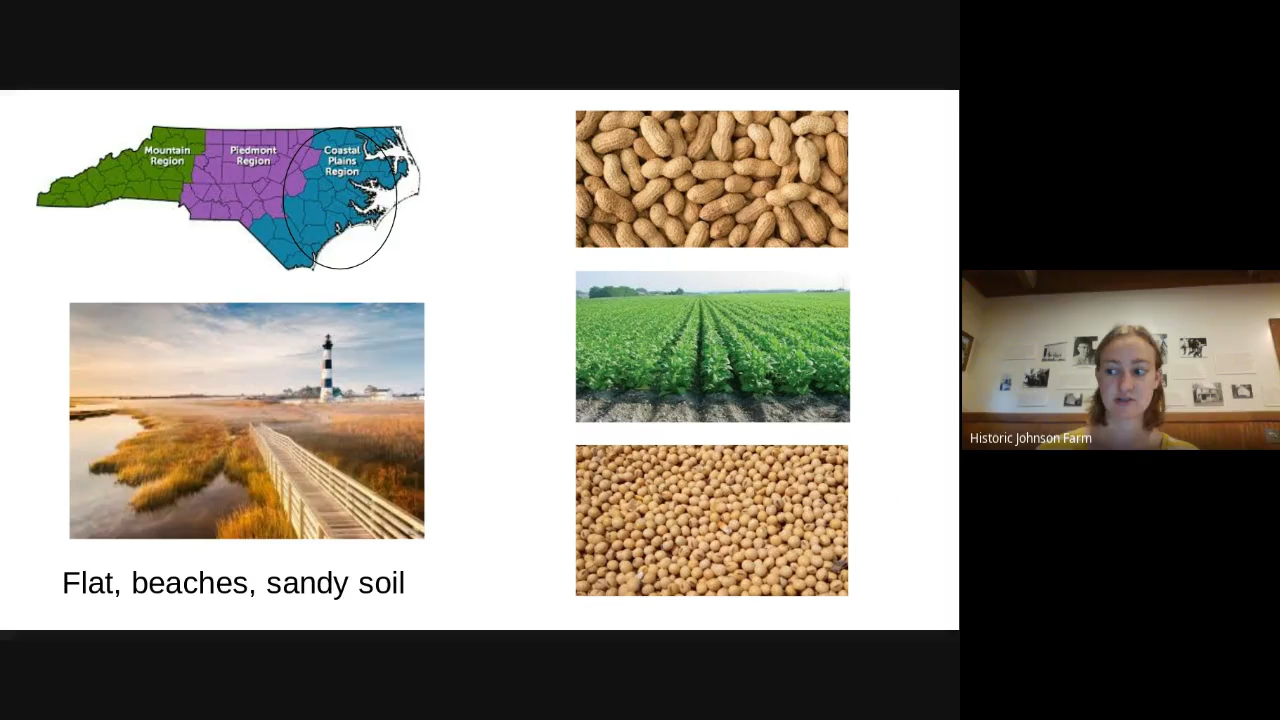 Mountain
Region
Piedmont
Region
Coastal
Plains
Region
Flat, beaches, sandy soil
Historic Johnson Farm